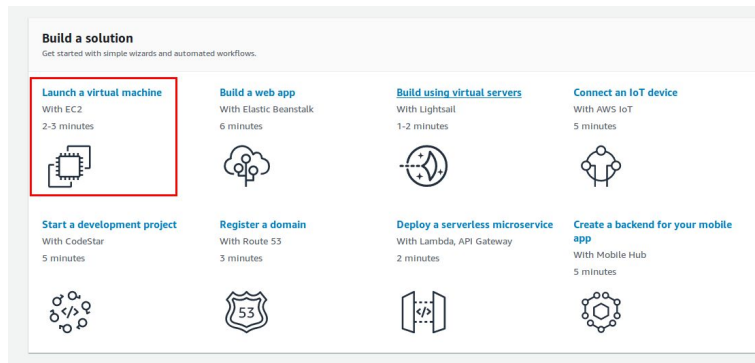 Build a solution
Get started with simple wizards and automated workflows.
Launch a virtual machine
With EC2
2-3 minutes
Build a web app
With Elastic Beanstalk
6 minutes
Build using virtual servers
With Lightsail
1-2 minutes
Connect an IoT device
With AWS IoT
5 minutes
Start a development project
With CodeStar
5 minutes
</>
Register a domain
With Route 53
3 minutes
53
Deploy a serverless microservice
With Lambda, API Gateway
2 minutes
</>
Create a backend for your mobile
app
With Mobile Hub
5 minutes